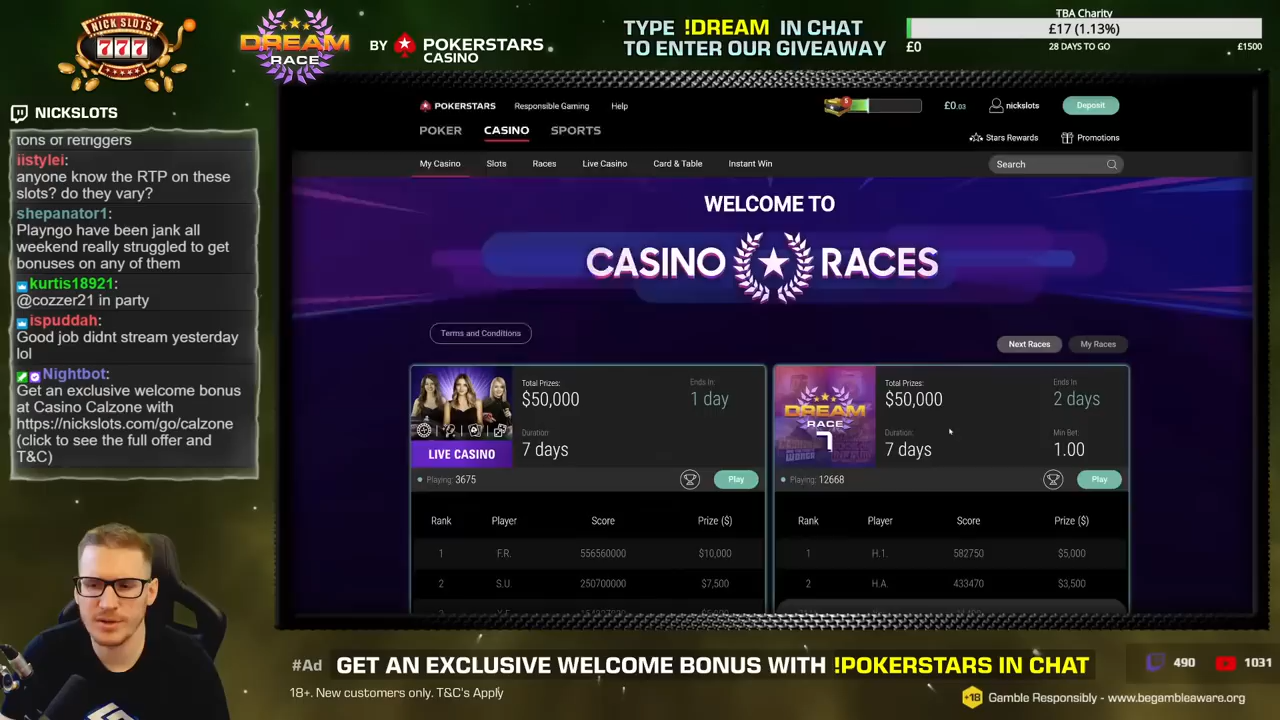 NICK SLOTS
777
DREAM
RACE
BY POKERSTARS
CASINO
TYPE !DREAM IN CHAT
TO ENTER OUR GIVEAWAY
TBA Charity
£17 (1.13%)
£0
28 DAYS TO GO
£1500
NICKSLOTS
tons of retriggers
iistylei:
anyone know the RTP on these
slots? do they vary?
shepanator1:
Playngo have been jank all
weekend really struggled to get
bonuses on any of them
kurtis18921:
@cozzer21 in party
ispuddah:
Good job didnt stream yesterday
lol
Nightbot:
Get an exclusive welcome bonus
at Casino Calzone with
https://nickslots.com/go/calzone
(click to see the full offer and
T&C)
POKERSTARS Responsible Gaming Help
5
£0.03
nickslots
Deposit
POKER CASINO SPORTS
Stars Rewards Promotions
My Casino Slots Races Live Casino Card & Table Instant Win
Search
WELCOME TO
CASINO RACES
Terms and Conditions
Next Races My Races
LIVE CASINO
Total Prizes: Ends In
$50,000 1 day
Duration:
7 days
Playing: 3675
Play
Rank Player Score Prize ($)
1 F.R. 556560000 $10,000
2 S.U. 250700000 $7,500
DREAM
RACE
7
Total Prizes: Ends In
$50,000 2 days
Duration: Min Bet:
7 days 1.00
Playing: 12668
Play
Rank Player Score Prize ($)
1 H.1. 582750 $5,000
2 H.A. 433470 $3,500
#Ad GET AN EXCLUSIVE WELCOME BONUS WITH !POKERSTARS IN CHAT
18+. New customers only. T&C's Apply
490
1031
+18 Gamble Responsibly - www.begambleaware.org